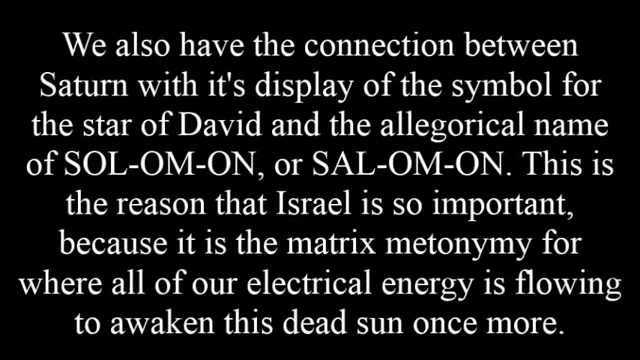 We also have the connection between
Saturn with it's display of the symbol for
the star of David and the allegorical name
of SOL-OM-ON, or SAL-OM-ON. This is
the reason that Israel is so important,
because it is the matrix metonymy for
where all of our electrical energy is flowing
to awaken this dead sun once more.